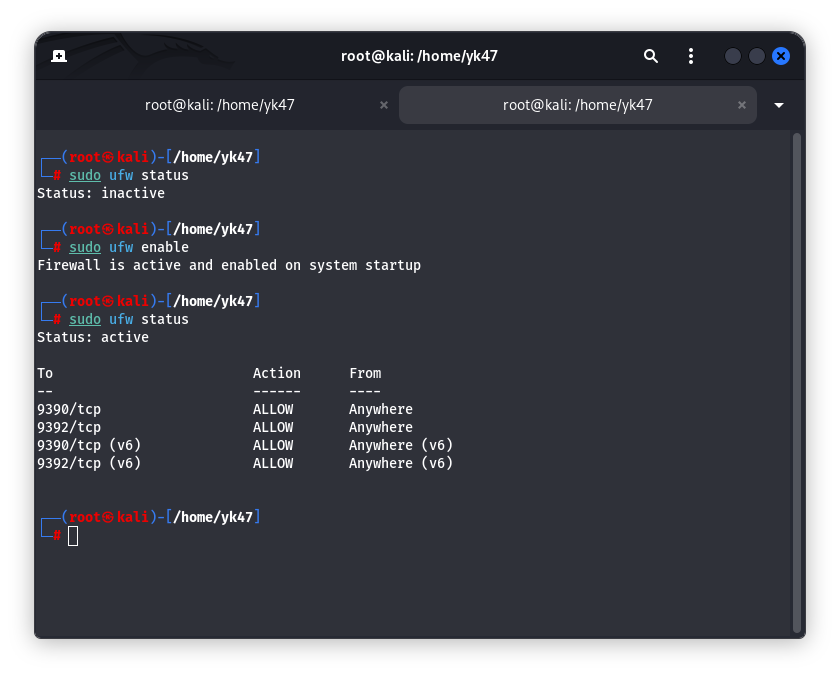 root@kali: /home/yk47
root@kali: /home/yk47
root@kali: /home/yk47
┌──(root㉿kali)-[/home/yk47]
└─# sudo ufw status
Status: inactive
┌──(root㉿kali)-[/home/yk47]
└─# sudo ufw enable
Firewall is active and enabled on system startup
┌──(root㉿kali)-[/home/yk47]
└─# sudo ufw status
Status: active
To                         Action      From
--                         ------      ----
9390/tcp                   ALLOW       Anywhere
9392/tcp                   ALLOW       Anywhere
9390/tcp (v6)              ALLOW       Anywhere (v6)
9392/tcp (v6)              ALLOW       Anywhere (v6)
┌──(root㉿kali)-[/home/yk47]
└─#